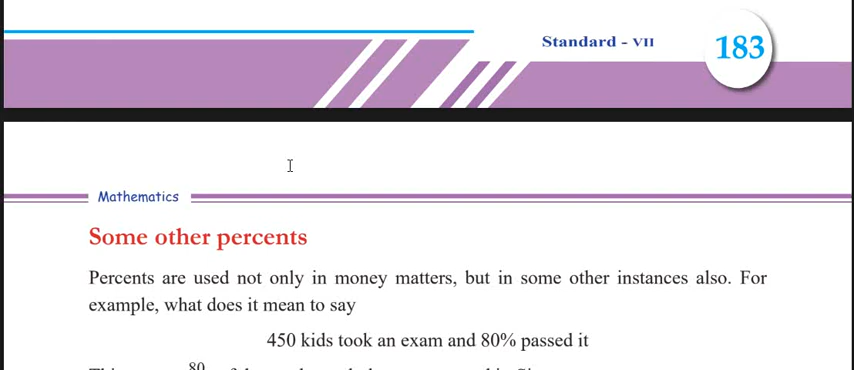 Standard - VII
183
Mathematics
Some other percents
Percents are used not only in money matters, but in some other instances also. For
example, what does it mean to say
450 kids took an exam and 80% passed it
80